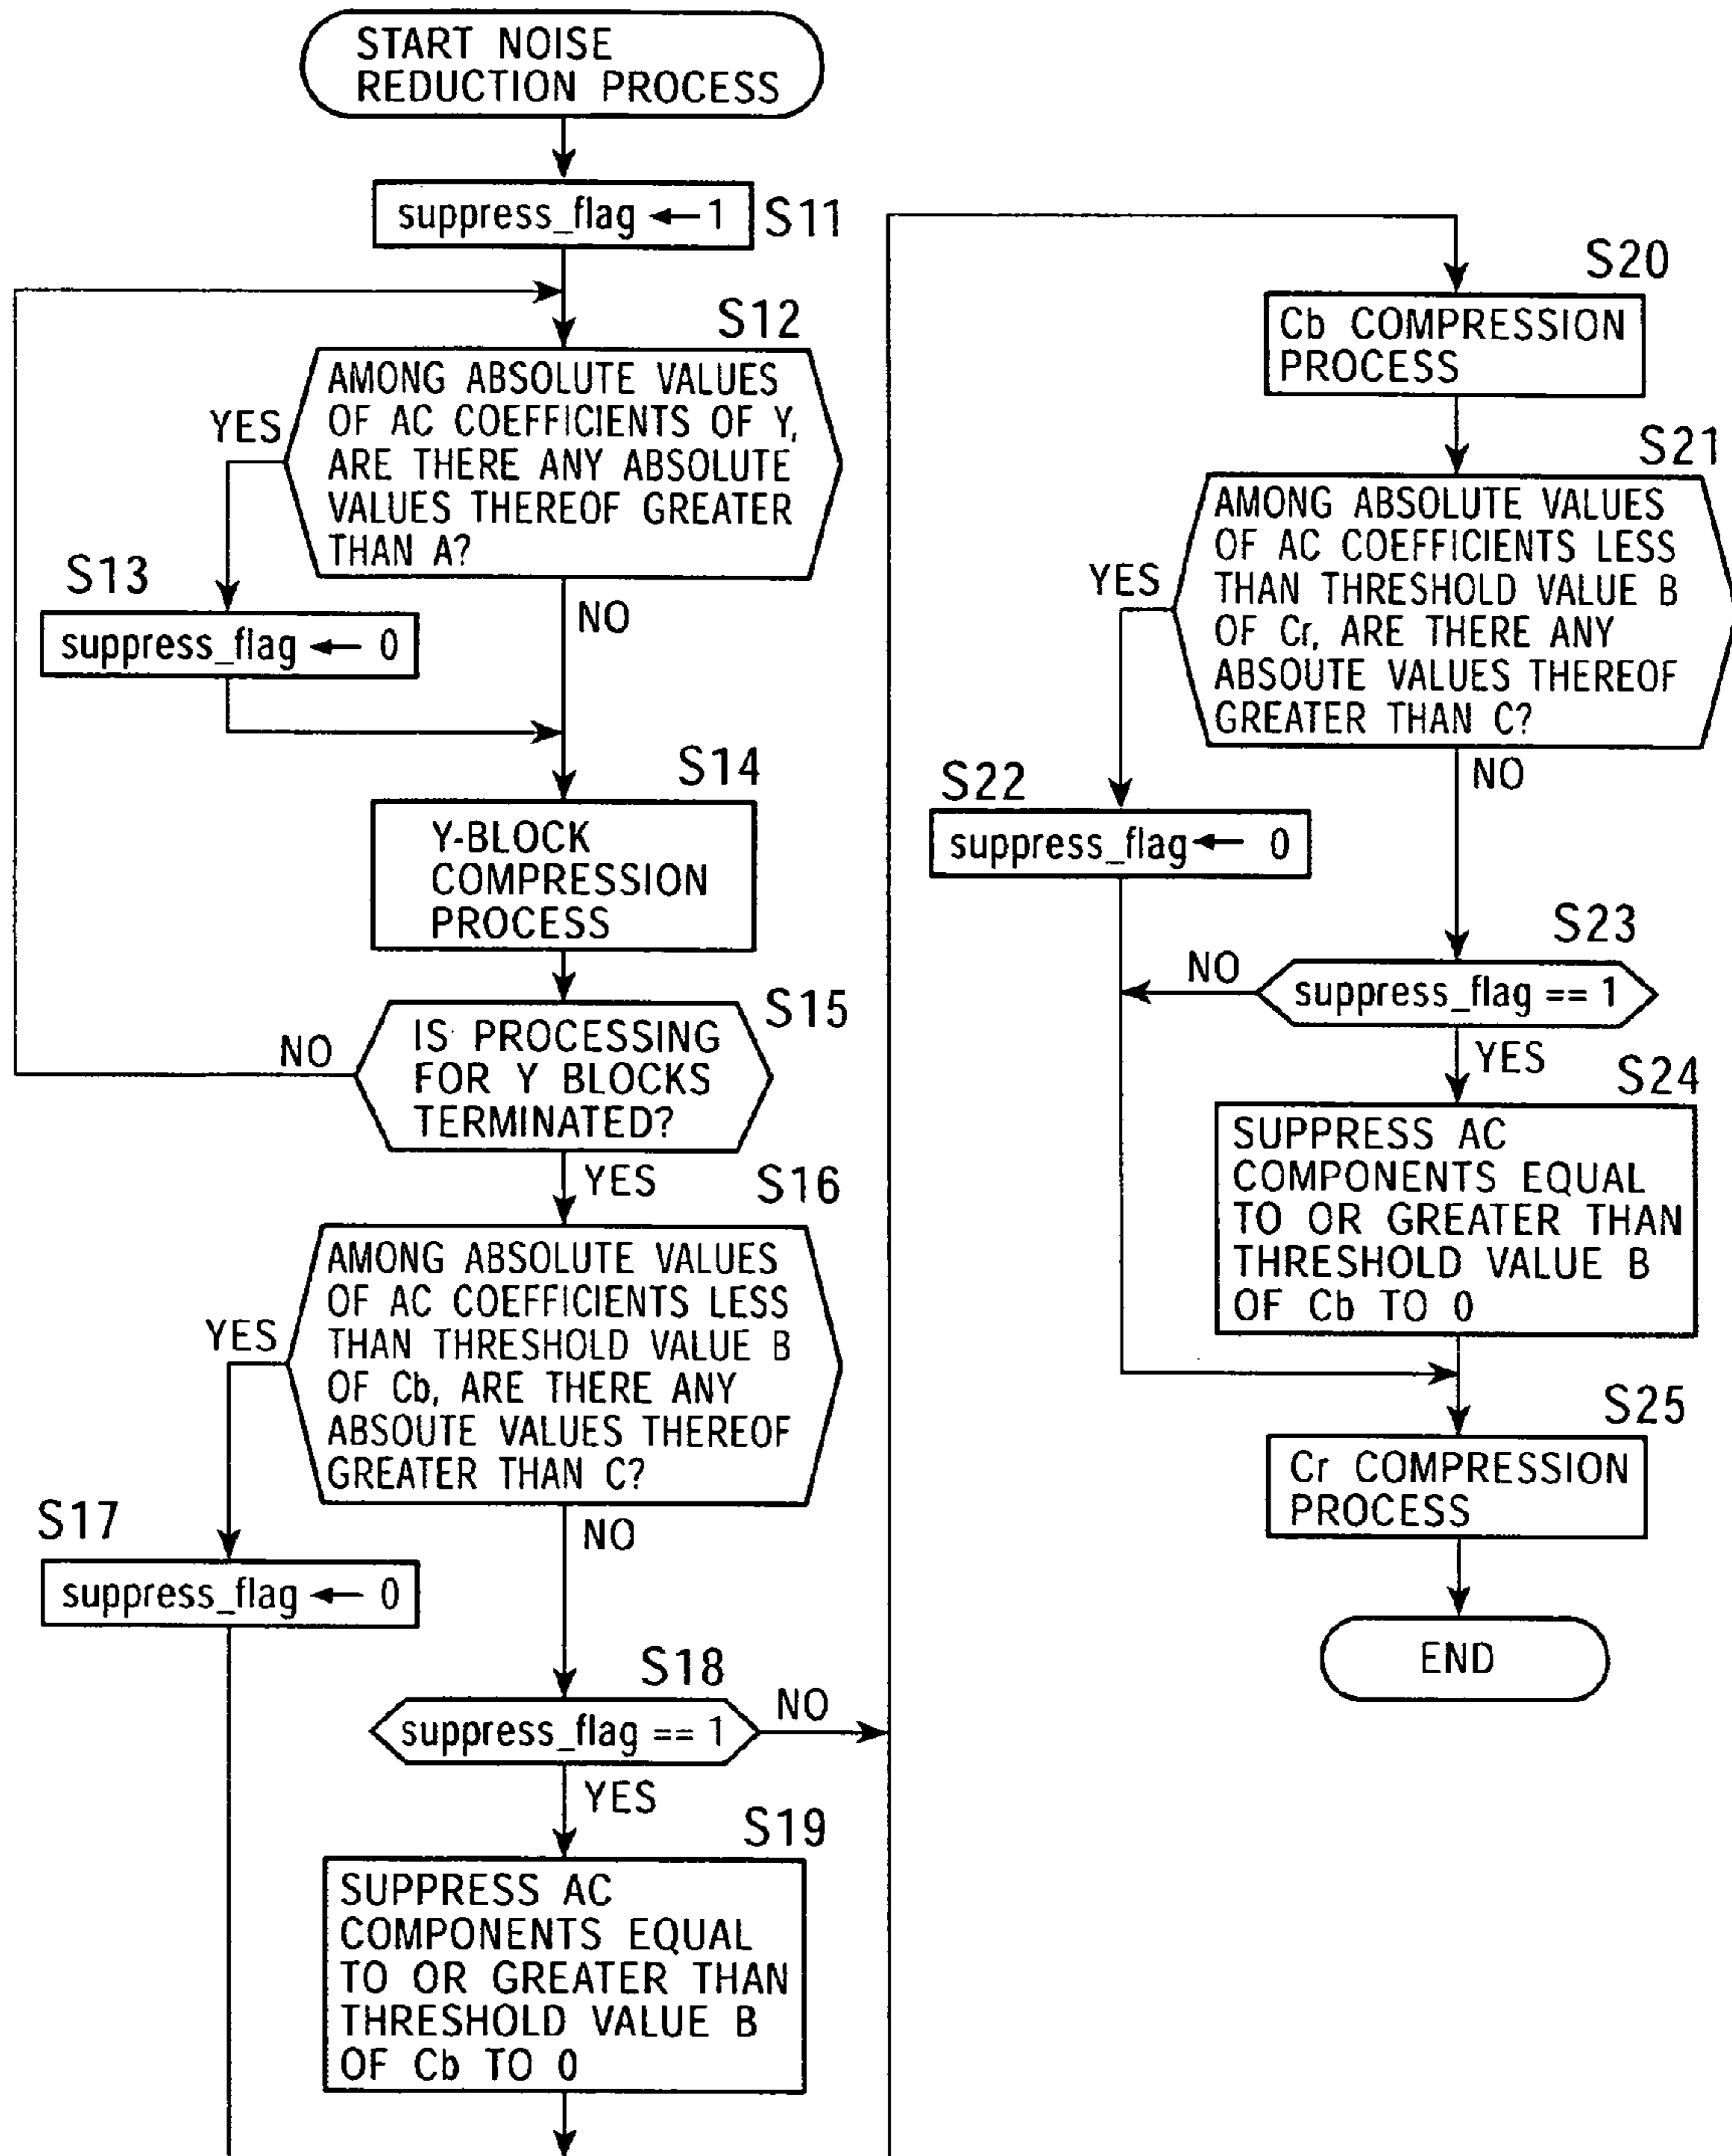 START NOISE
REDUCTION PROCESS
suppress_flag ← 1
S11
S12
AMONG ABSOLUTE VALUES
OF AC COEFFICIENTS OF Y,
ARE THERE ANY ABSOLUTE
VALUES THEREOF GREATER
THAN A?
YES
NO
S13
suppress_flag ← 0
S14
Y-BLOCK
COMPRESSION
PROCESS
S15
IS PROCESSING
FOR Y BLOCKS
TERMINATED?
NO
YES
S16
AMONG ABSOLUTE VALUES
OF AC COEFFICIENTS LESS
THAN THRESHOLD VALUE B
OF Cb, ARE THERE ANY
ABSOUTE VALUES THEREOF
GREATER THAN C?
YES
NO
S17
suppress_flag ← 0
S18
suppress_flag == 1
NO
YES
S19
SUPPRESS AC
COMPONENTS EQUAL
TO OR GREATER THAN
THRESHOLD VALUE B
OF Cb TO 0
S20
Cb COMPRESSION
PROCESS
S21
AMONG ABSOLUTE VALUES
OF AC COEFFICIENTS LESS
THAN THRESHOLD VALUE B
OF Cr, ARE THERE ANY
ABSOUTE VALUES THEREOF
GREATER THAN C?
YES
NO
S22
suppress_flag ← 0
S23
suppress_flag == 1
NO
YES
S24
SUPPRESS AC
COMPONENTS EQUAL
TO OR GREATER THAN
THRESHOLD VALUE B
OF Cb TO 0
S25
Cr COMPRESSION
PROCESS
END